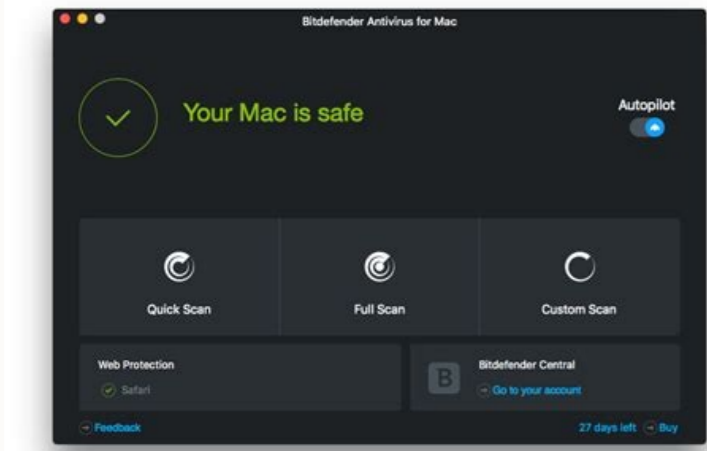 Bitdefender Antivirus for Mac
Your Mac is safe
Autopilot
Quick Scan
Full Scan
Custom Scan
Web Protection
Safari
B
Bitdefender Central
Go to your account
Feedback
27 days left
Buy